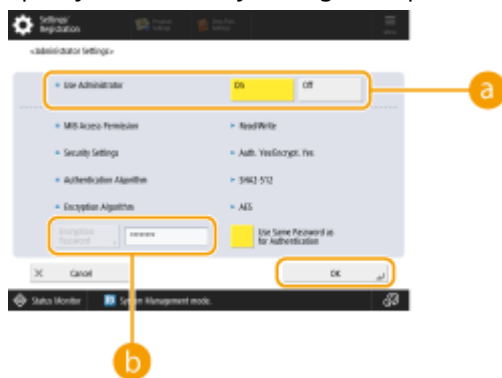 Settings/
Registration
Menu
<Administrator Settings>
Use Administrator
On
Off
a
MIB Access Permission
Read/Write
Security Settings
Auth. Yes/Encrypt. Yes
Authentication Algorithm
SHA2-512
Encryption Algorithm
AES
Encryption
Password
*******
Use Same Password as
for Authentication
Cancel
OK
Status Monitor
System Management mode.
b